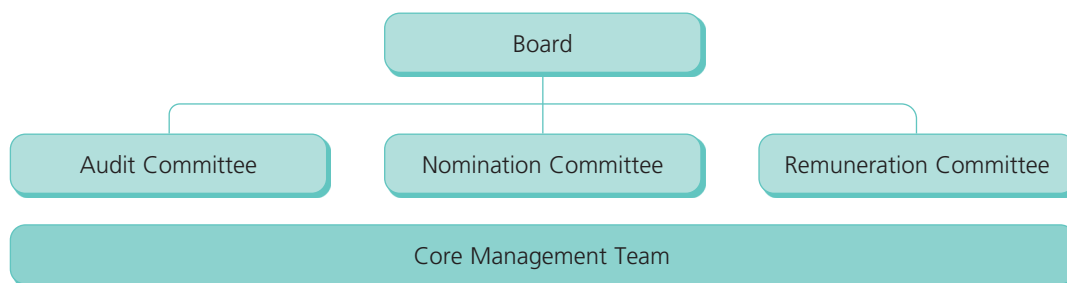 Board
Audit Committee
Nomination Committee
Remuneration Committee
Core Management Team